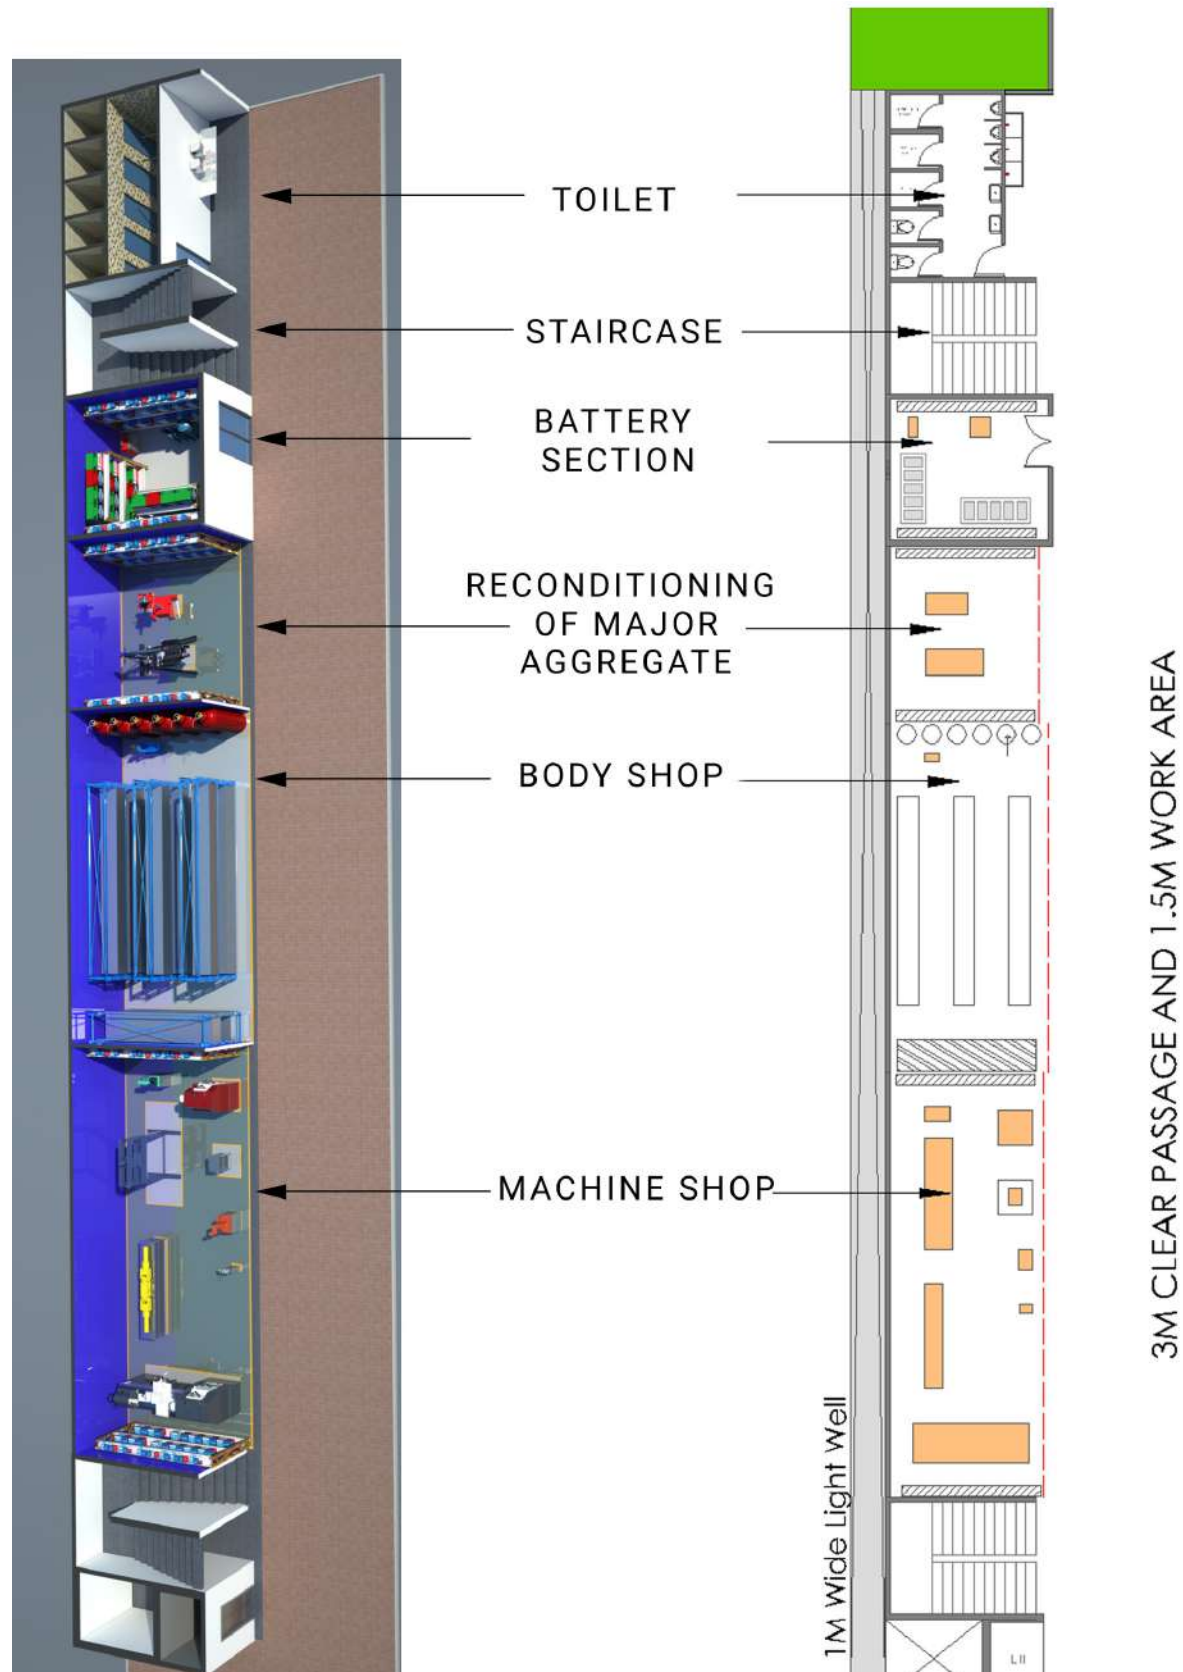 TOILET
STAIRCASE
BATTERY
SECTION
RECONDITIONING
OF MAJOR
AGGREGATE
BODY SHOP
MACHINE SHOP
1M Wide Light Well
3M CLEAR PASSAGE AND 1.5M WORK AREA